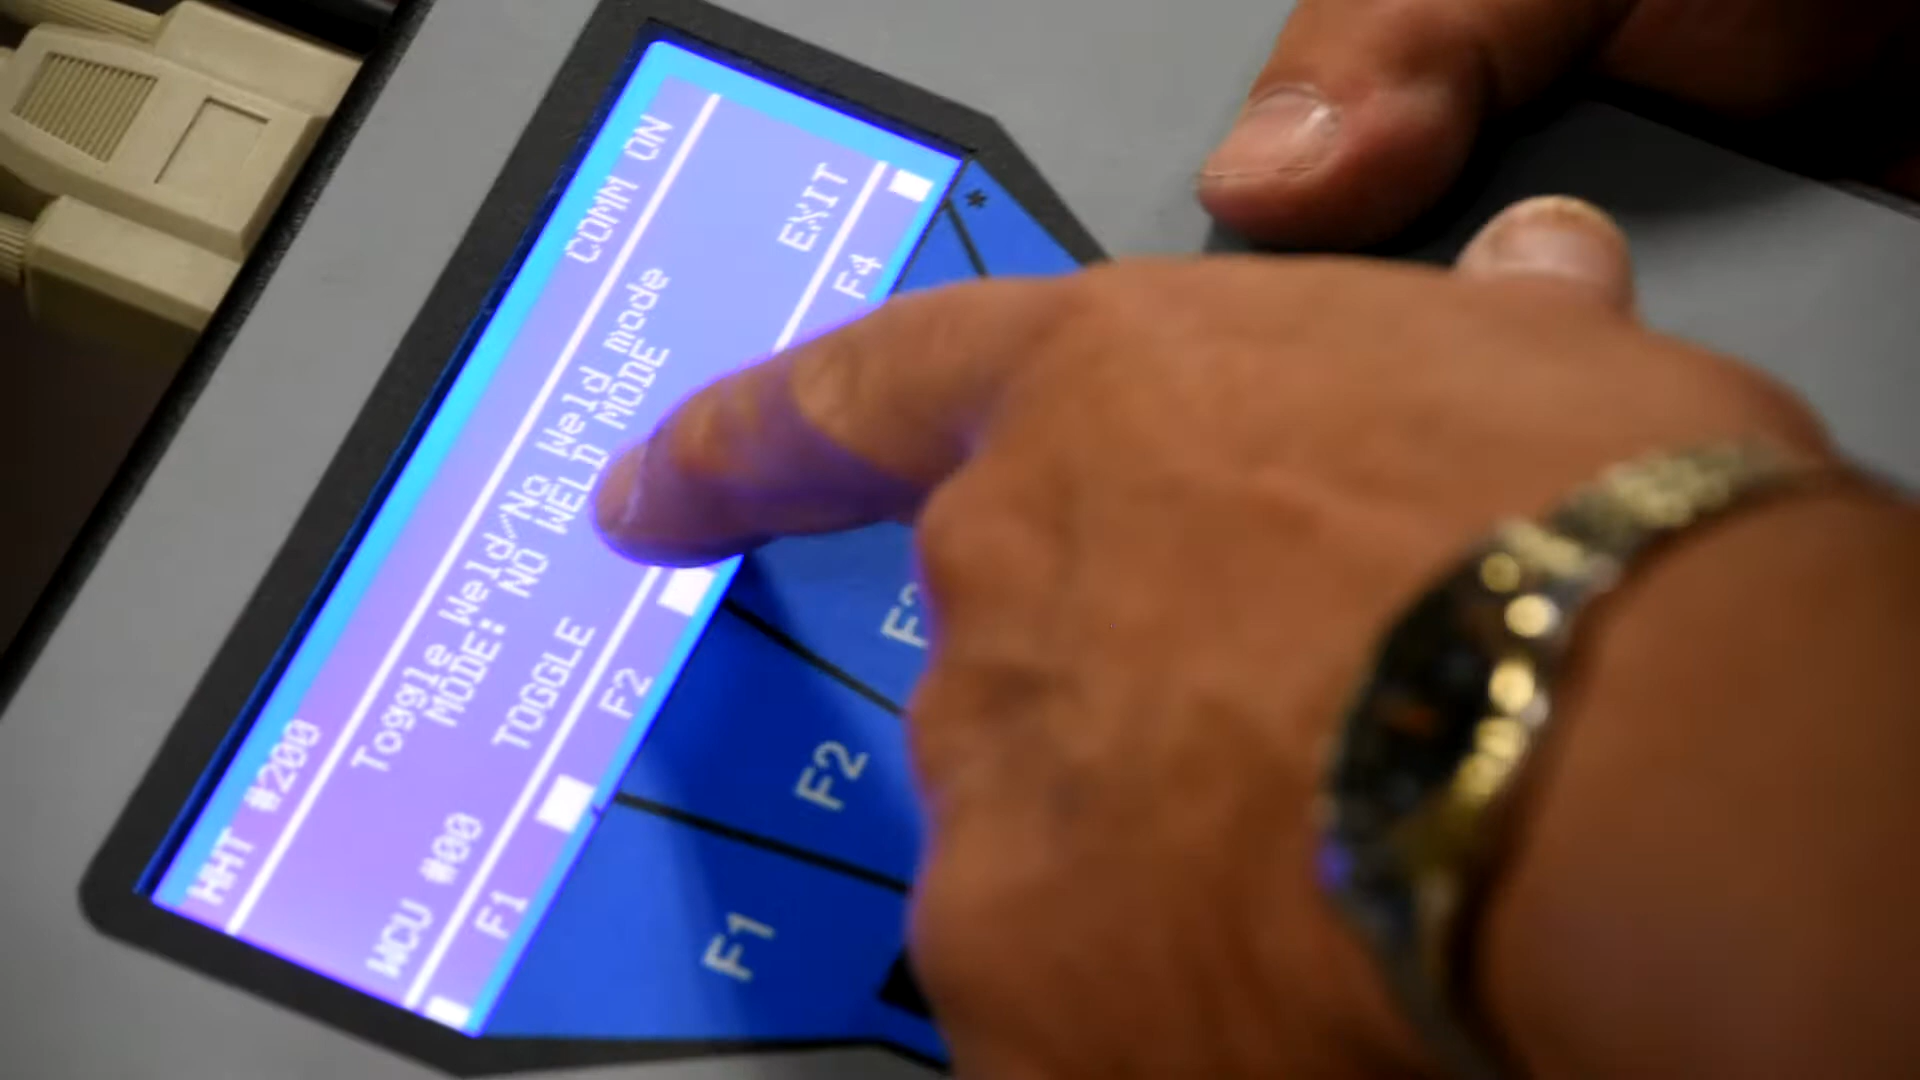 HHT #200 COMM ON
Toggle Weld/No Weld mode
MODE: NO WELD MODE
WCU #00 TOGGLE EXIT
F1 F2 F4
F1 F2 *